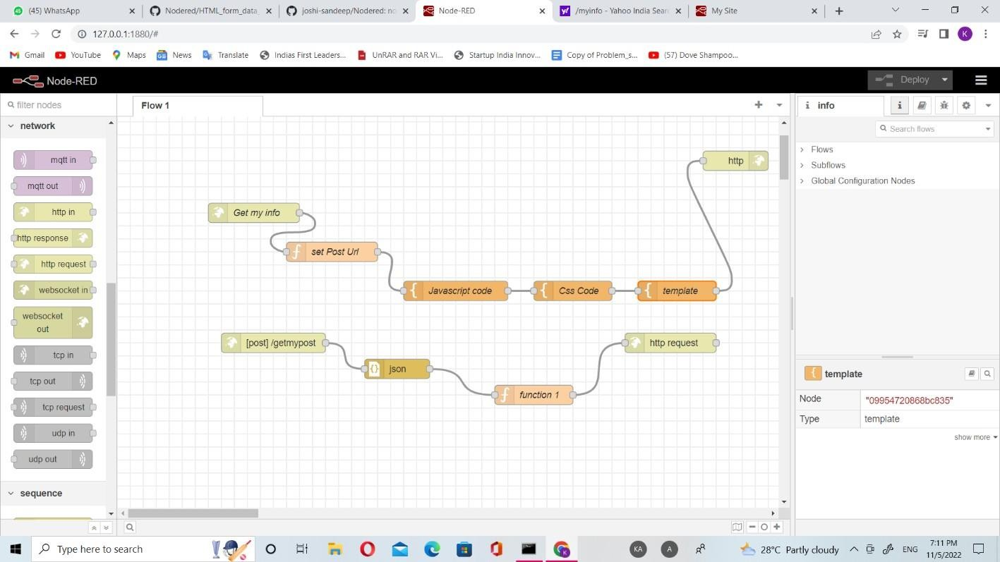 (45) WhatsApp
Nodered/HTML_form_data_
joshi-sandeep/Nodered: no
Node-RED
/myinfo - Yahoo India Sear
My Site
127.0.0.1:1880/#
K
Gmail
YouTube
Maps
News
Translate
Indias First Leaders...
UnRAR and RAR Vi...
Startup India Innov...
Copy of Problem_s...
(57) Dove Shampoo...
Node-RED
Deploy
filter nodes
Flow 1
info
Search flows
network
mqtt in
mqtt out
http in
http response
http request
websocket in
websocket
out
tcp in
tcp out
tcp request
udp in
udp out
sequence
http
Get my info
set Post Url
Javascript code
Css Code
template
[post] /getmypost
http request
json
function 1
Flows
Subflows
Global Configuration Nodes
template
Node
"09954720868bc835"
Type
template
show more
Type here to search
KA
A
28°C Partly cloudy
ENG
7:11 PM
11/5/2022